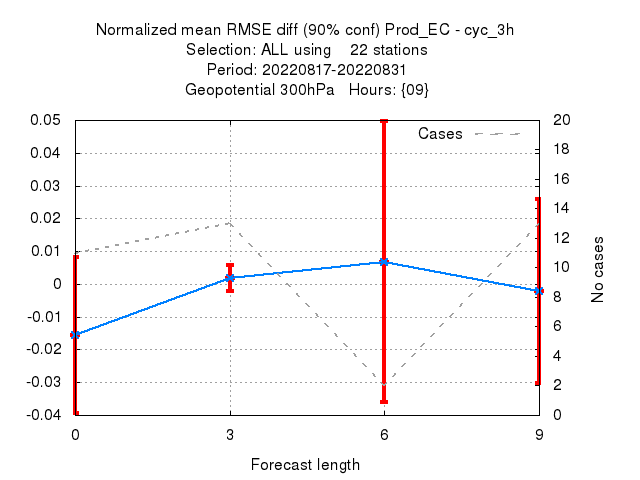 Normalized mean RMSE diff (90% conf) Prod_EC - cyc_3h
Selection: ALL using    22 stations
Period: 20220817-20220831
Geopotential 300hPa   Hours: {09}
Cases
0.05
0.04
0.03
0.02
0.01
0
-0.01
-0.02
-0.03
-0.04
20
18
16
14
12
10
8
6
4
2
0
No cases
0 3 6 9
Forecast length